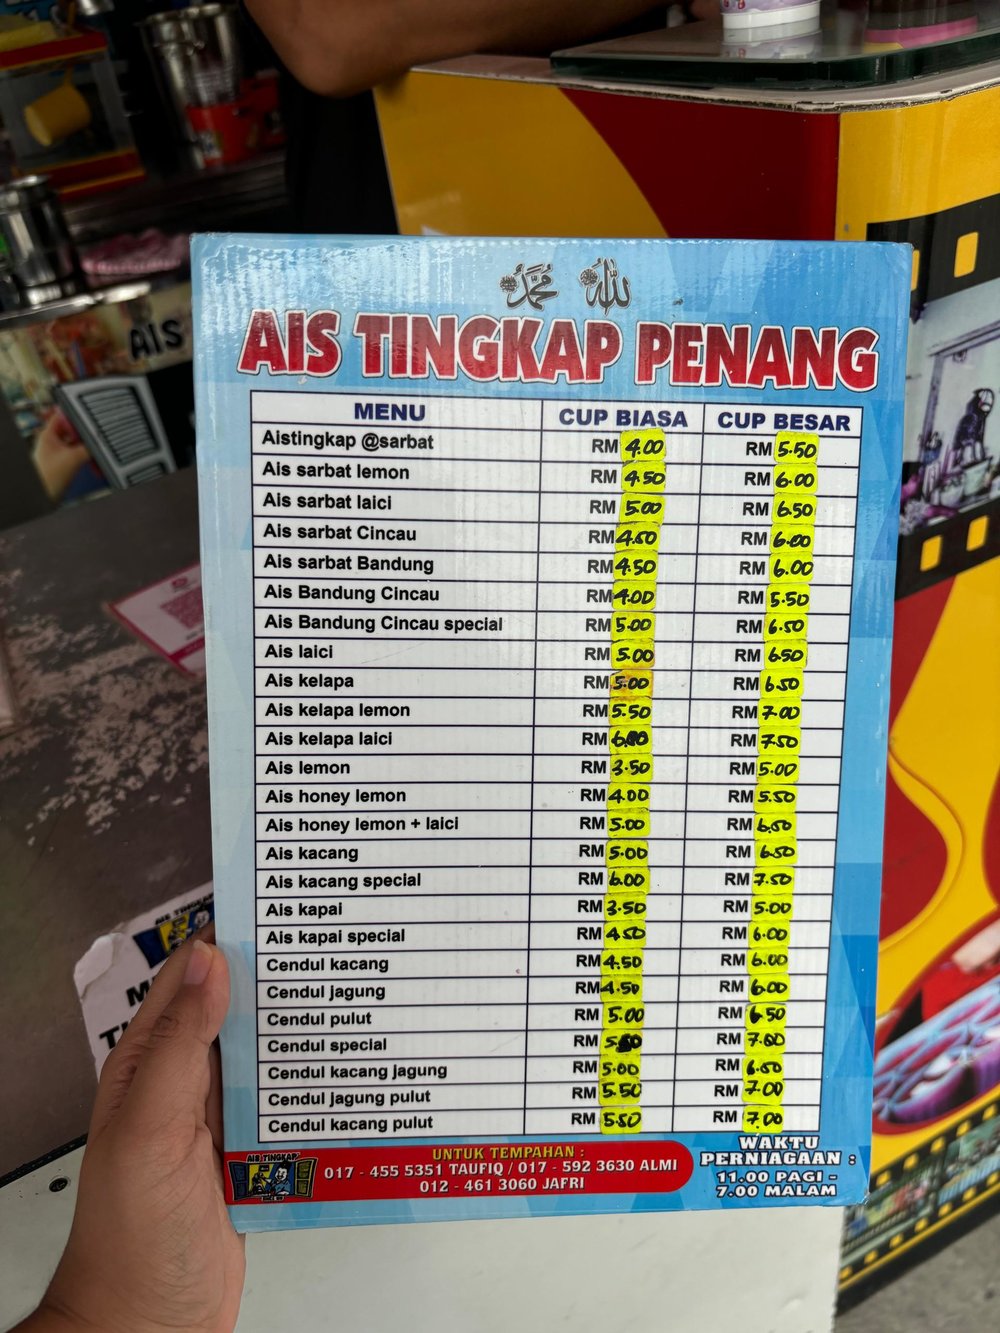 محمد الله
AIS TINGKAP PENANG
MENU CUP BIASA CUP BESAR
Aistingkap @sarbat RM 4.00 RM 5.50
Ais sarbat lemon RM 4.50 RM 6.00
Ais sarbat laici RM 5.00 RM 6.50
Ais sarbat Cincau RM 4.50 RM 6.00
Ais sarbat Bandung RM 4.50 RM 6.00
Ais Bandung Cincau RM 4.00 RM 5.50
Ais Bandung Cincau special RM 5.00 RM 6.50
Ais laici RM 5.00 RM 6.50
Ais kelapa RM 5.00 RM 6.50
Ais kelapa lemon RM 5.50 RM 7.00
Ais kelapa laici RM 6.00 RM 7.50
Ais lemon RM 3.50 RM 5.00
Ais honey lemon RM 4.00 RM 5.50
Ais honey lemon + laici RM 5.00 RM 6.50
Ais kacang RM 5.00 RM 6.50
Ais kacang special RM 6.00 RM 7.50
Ais kapai RM 3.50 RM 5.00
Ais kapai special RM 4.50 RM 6.00
Cendul kacang RM 4.50 RM 6.00
Cendul jagung RM 4.50 RM 6.00
Cendul pulut RM 5.00 RM 6.50
Cendul special RM RM 7.00
Cendul kacang jagung RM 5.00 RM 6.50
Cendul jagung pulut RM 5.50 RM 7.00
Cendul kacang pulut RM 5.50 RM 7.00
AIS TINGKAP
UNTUK TEMPAHAN :
017 - 455 5351 TAUFIQ / 017 - 592 3630 ALMI
012 - 461 3060 JAFRI
WAKTU
PERNIAGAAN :
11.00 PAGI -
7.00 MALAM
AIS